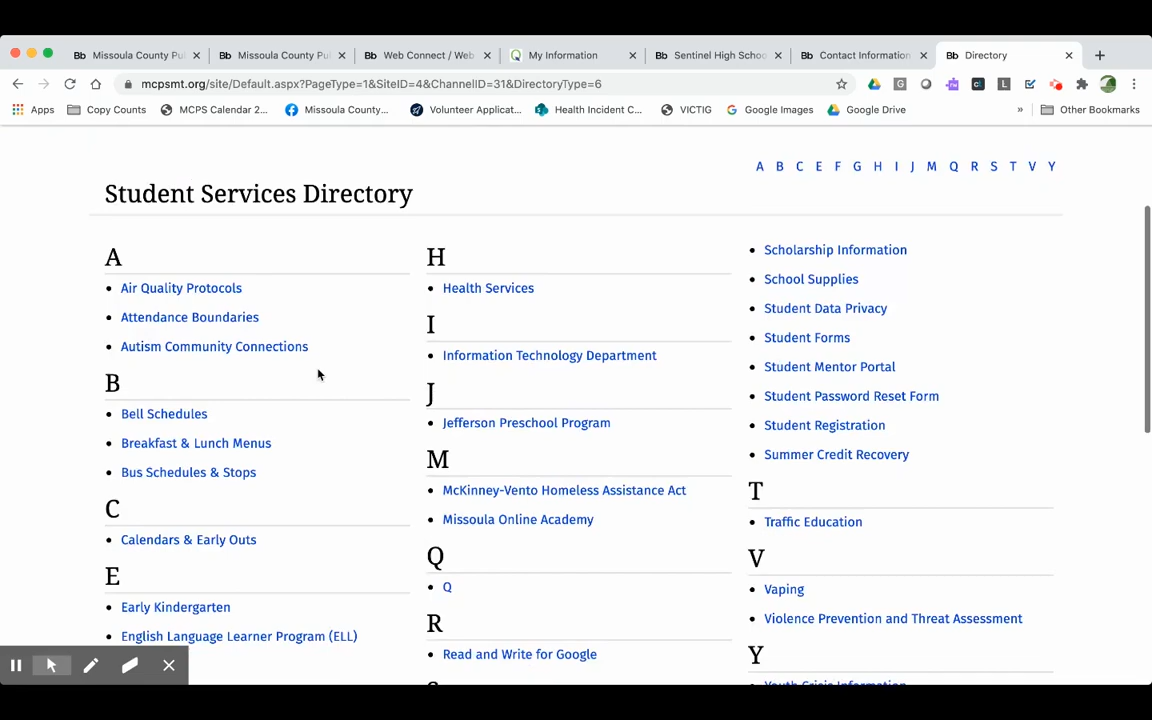 Missoula County Pu
Missoula County Pu
Web Connect / Web
My Information
Sentinel High Schoo
Contact Information
Directory
mcpsmt.org/site/Default.aspx?PageType=1&SiteID=4&ChannelID=31&DirectoryType=6
Apps
Copy Counts
MCPS Calendar 2...
Missoula County...
Volunteer Applicat...
Health Incident C...
VICTIG
Google Images
Google Drive
»
Other Bookmarks
A B C E F G H I J M Q R S T V Y
Student Services Directory
A
Air Quality Protocols
Attendance Boundaries
Autism Community Connections
B
Bell Schedules
Breakfast & Lunch Menus
Bus Schedules & Stops
C
Calendars & Early Outs
E
Early Kindergarten
English Language Learner Program (ELL)
H
Health Services
I
Information Technology Department
J
Jefferson Preschool Program
M
McKinney-Vento Homeless Assistance Act
Missoula Online Academy
Q
Q
R
Read and Write for Google
Scholarship Information
School Supplies
Student Data Privacy
Student Forms
Student Mentor Portal
Student Password Reset Form
Student Registration
Summer Credit Recovery
T
Traffic Education
V
Vaping
Violence Prevention and Threat Assessment
Y
Youth Crisis Information